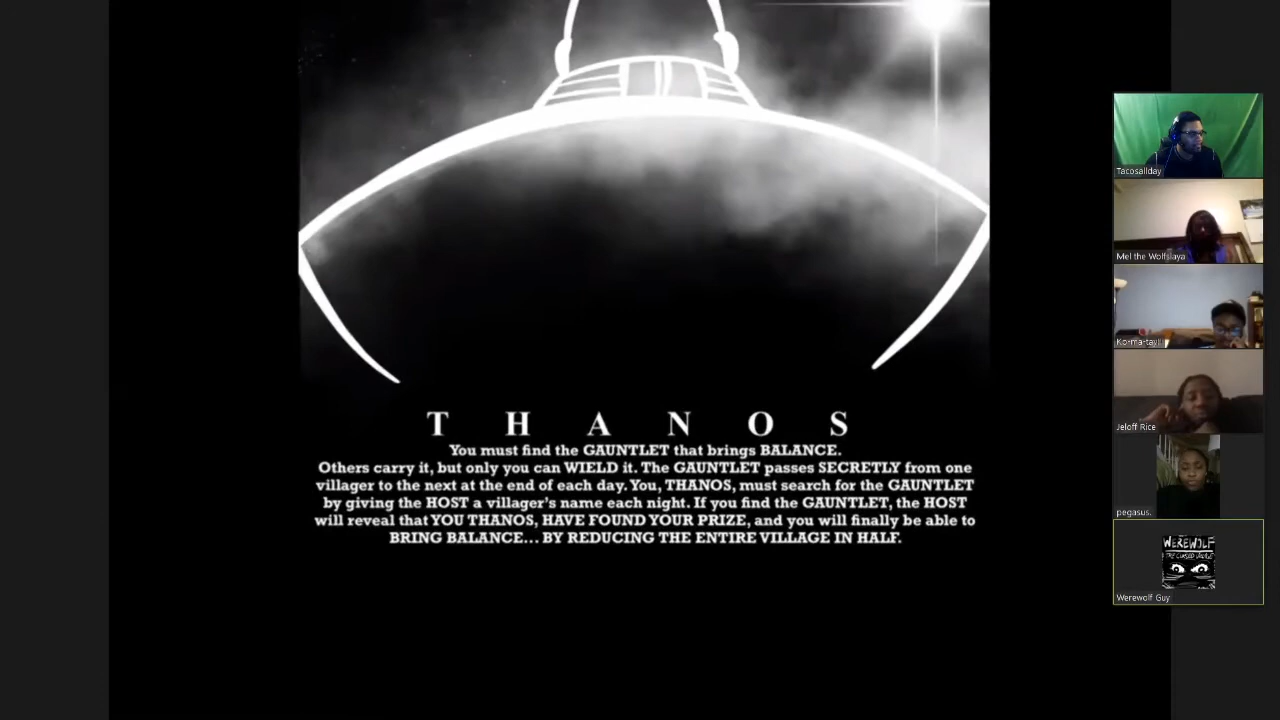 T H A N O S
You must find the GAUNTLET that brings BALANCE.
Others carry it, but only you can WIELD it. The GAUNTLET passes SECRETLY from one
villager to the next at the end of each day. You, THANOS, must search for the GAUNTLET
by giving the HOST a villager's name each night. If you find the GAUNTLET, the HOST
will reveal that YOU THANOS, HAVE FOUND YOUR PRIZE, and you will finally be able to
BRING BALANCE... BY REDUCING THE ENTIRE VILLAGE IN HALF.
Tacosallday
Mel the Wolfslaya
Jeloff Rice
pegasus.
WEREWOLF
THE CURSED VILLAGE
Werewolf Guy